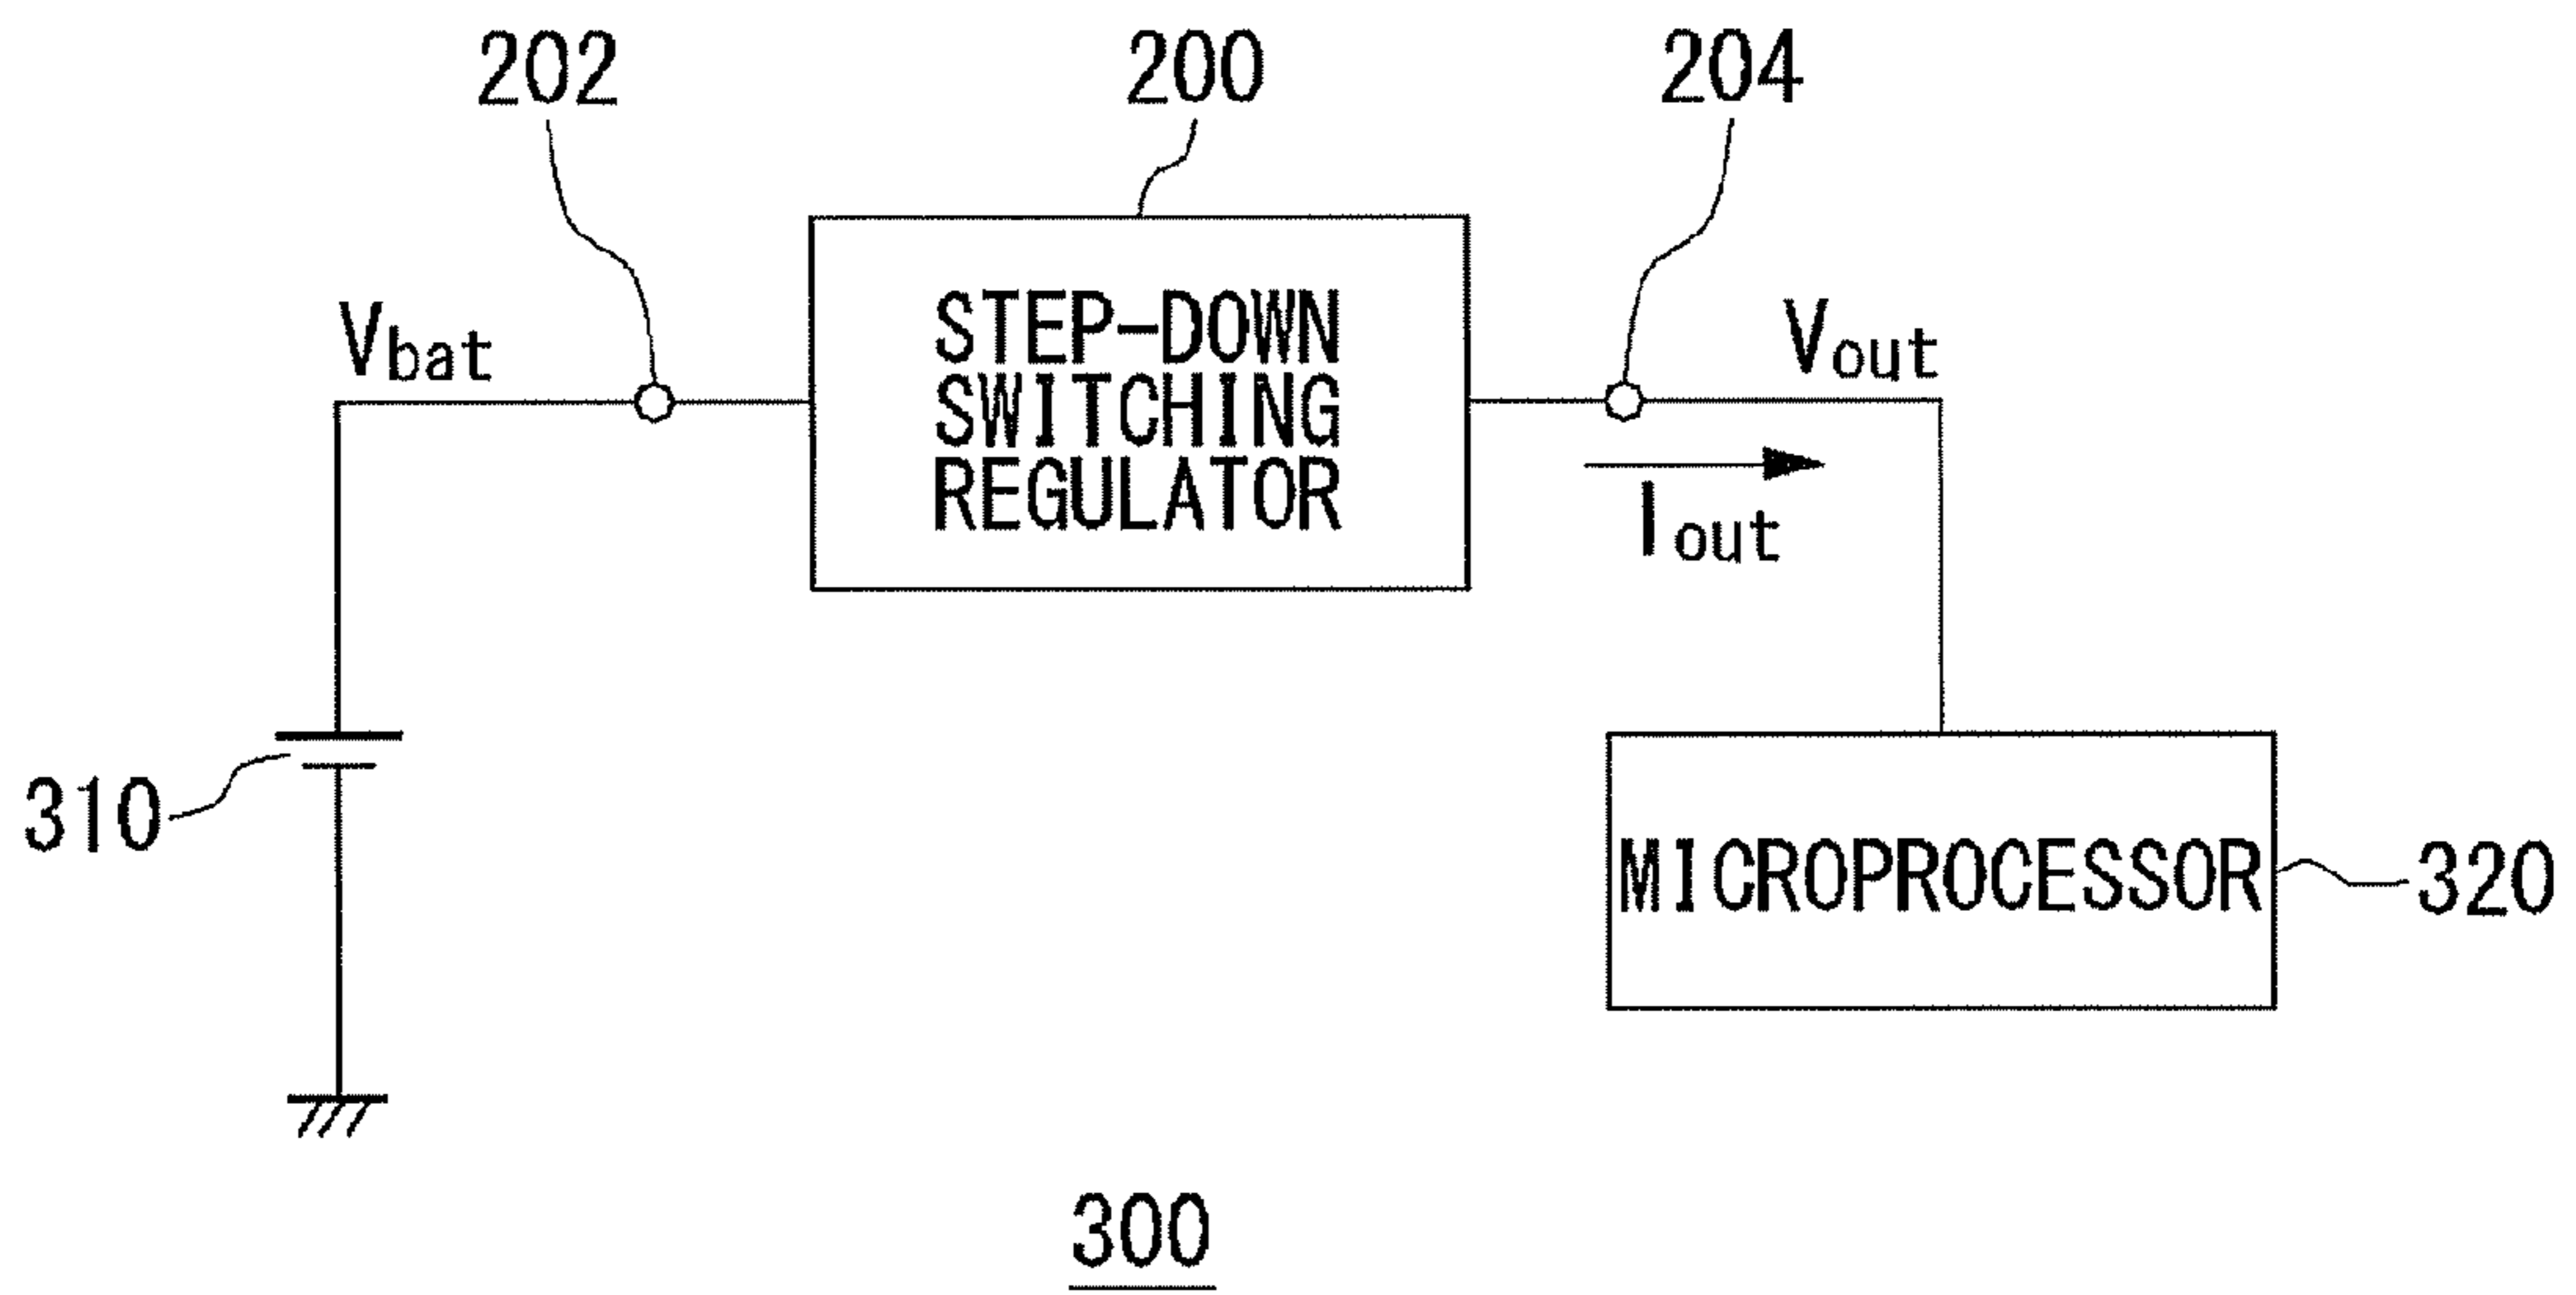 202
200
204
Vbat
STEP-DOWN
SWITCHING
REGULATOR
Vout
Iout
310
MICROPROCESSOR
320
300